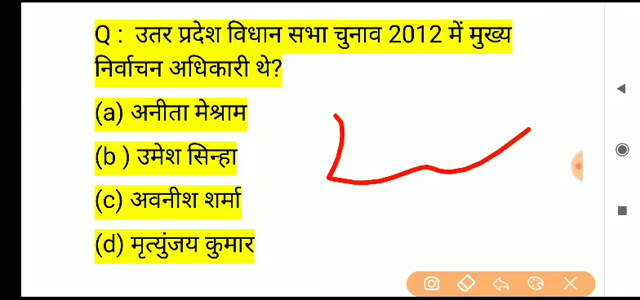 Q : उतर प्रदेश विधान सभा चुनाव 2012 में मुख्य
निर्वाचन अधिकारी थे?
(a) अनीता मेश्राम
(b ) उमेश सिन्हा
(c) अवनीश शर्मा
(d) मृत्युंजय कुमार